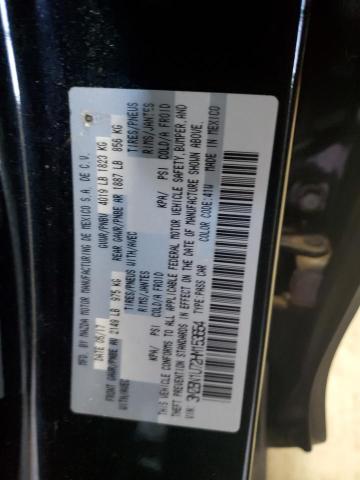 MFD. BY MAZDA MOTOR MANUFACTURING DE MEXICO S.A. DE C.V.
DATE: 05/17 GVWR/PNBV 4019 LB 1823 KG
FRONT GAWR/PNBE AV 2149 LB 975 KG REAR GAWR/PNBE AR 1887 LB 856 KG
WITH/AVEC TIRES/PNEUS WITH/AVEC TIRES/PNEUS
RIMS/JANTES RIMS/JANTES
KPA/ PSI COLD/A FROID KPA/ PSI COLD/A FROID
THIS VEHICLE CONFORMS TO ALL APPLICABLE FEDERAL MOTOR VEHICLE SAFETY, BUMPER, AND
THEFT PREVENTION STANDARDS IN EFFECT ON THE DATE OF MANUFACTURE SHOWN ABOVE.
VIN: TYPE: PASS CAR COLOR: 41W MADE IN MEXICO